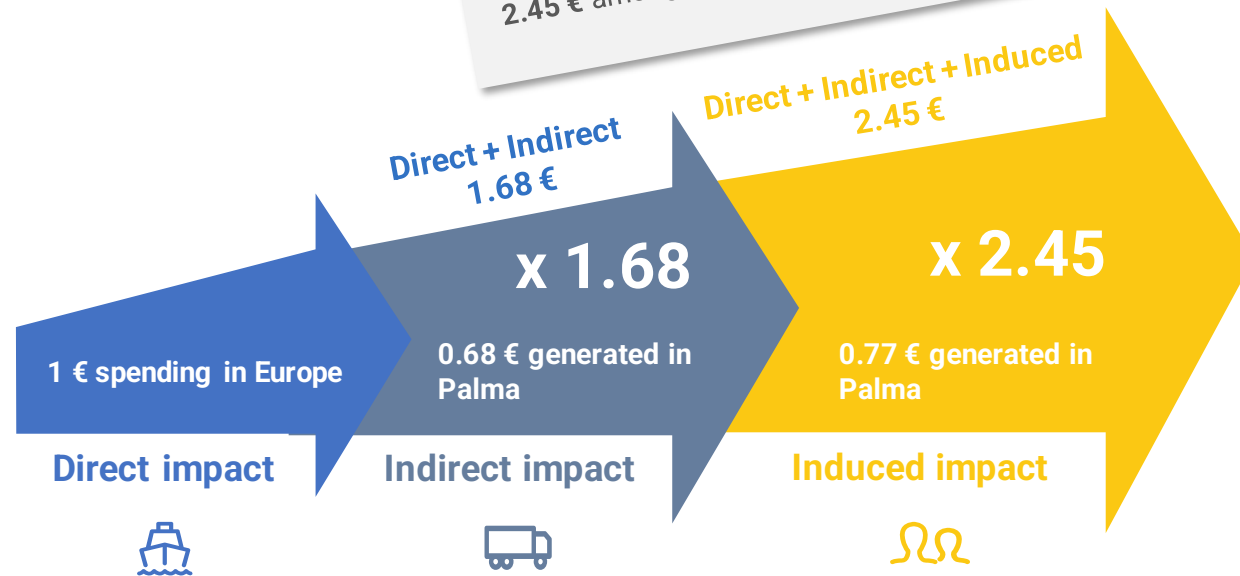 2.45 €
Direct + Indirect + Induced
2.45 €
Direct + Indirect
1.68 €
x 1.68
x 2.45
1 € spending in Europe
0.68 € generated in
Palma
0.77 € generated in
Palma
Direct impact
Indirect impact
Induced impact